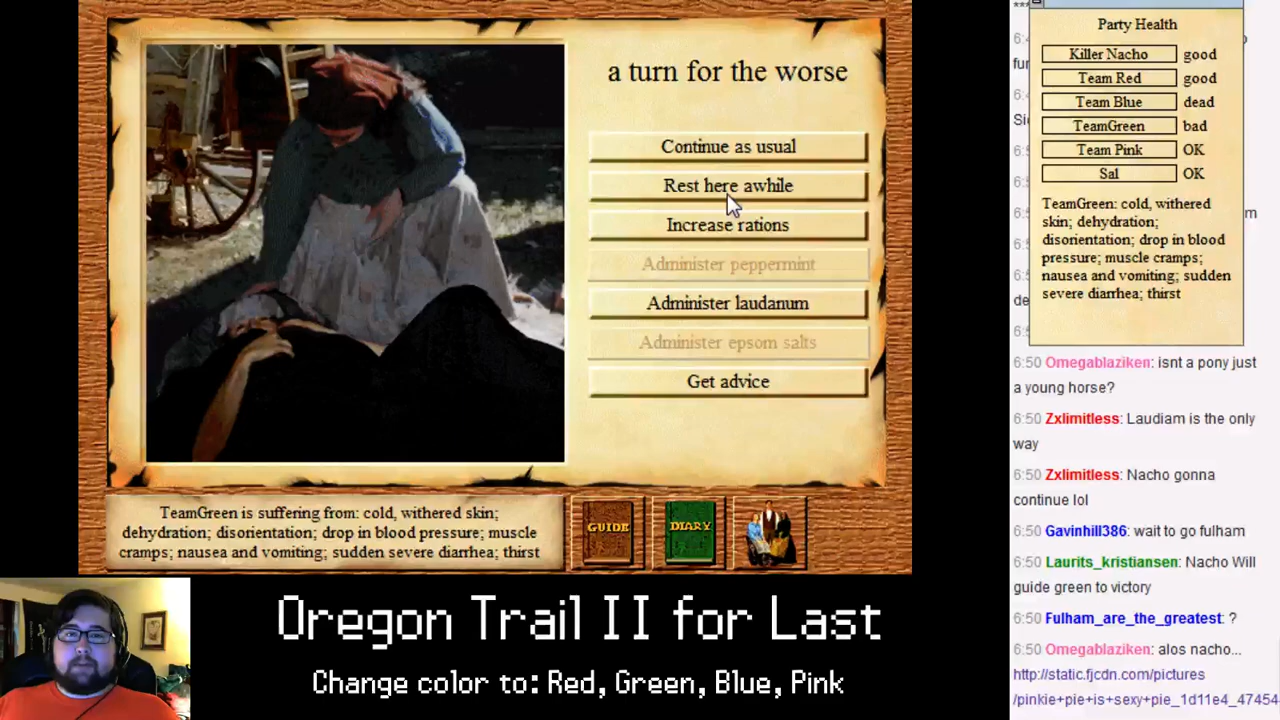 a turn for the worse
Continue as usual
Rest here awhile
Increase rations
Administer peppermint
Administer laudanum
Administer epsom salts
Get advice
TeamGreen is suffering from: cold, withered skin;
dehydration; disorientation; drop in blood pressure; muscle
cramps; nausea and vomiting; sudden severe diarrhea; thirst
GUIDE
DIARY
Oregon Trail II for Last
Change color to: Red, Green, Blue, Pink
Party Health
Killer Nacho good
Team Red good
Team Blue dead
TeamGreen bad
Team Pink OK
Sal OK
TeamGreen: cold, withered
skin; dehydration;
disorientation; drop in blood
pressure; muscle cramps;
nausea and vomiting; sudden
severe diarrhea; thirst
6:50 Omegablaziken: isnt a pony just
a young horse?
6:50 Zxlimitless: Laudiam is the only
way
6:50 Zxlimitless: Nacho gonna
continue lol
6:50 Gavinhill386: wait to go fulham
6:50 Laurits_kristiansen: Nacho Will
guide green to victory
6:50 Fulham_are_the_greatest: ?
6:50 Omegablaziken: alos nacho...
http://static.fjcdn.com/pictures
/pinkie+pie+is+sexy+pie_1d11e4_47454